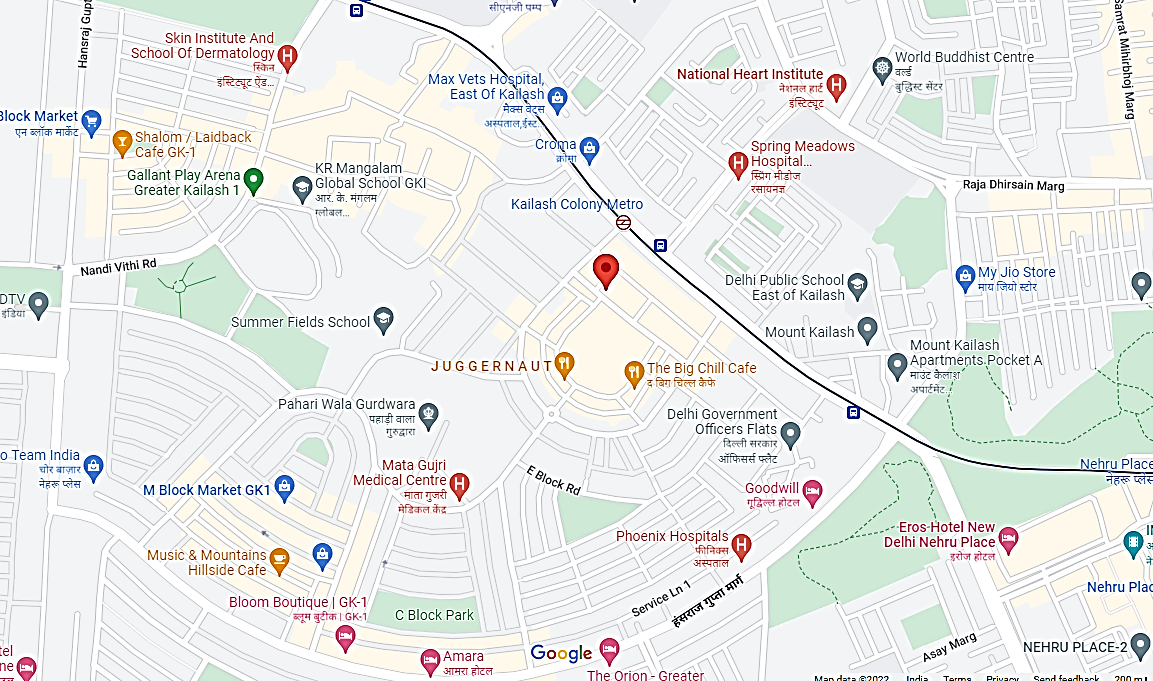 सीएनजी पम्प
Hansraj Gupt
Samrat Mihirbhoj Marg
Skin Institute And
School Of Dermatology
स्किन
इंस्टिट्यूट ऐंड...
Max Vets Hospital,
East Of Kailash
मैक्स वेट्स
अस्पताल,ईस्ट...
National Heart Institute
नेशनल हार्ट
इंस्टिट्यूट
World Buddhist Centre
वर्ल्ड
बुद्धिस्ट सेंटर
Block Market
एन ब्लॉक मार्केट
Shalom / Laidback
Cafe GK-1
Croma
क्रोमा
Spring Meadows
Hospital...
स्प्रिंग मीडोज
रसायनज्ञ
Gallant Play Arena
Greater Kailash 1
KR Mangalam
Global School GKI
आर. के. मंगलम
ग्लोबल...
Raja Dhirsain Marg
Kailash Colony Metro
Nandi Vithi Rd
DTV
इंडिया
Delhi Public School
East of Kailash
My Jio Store
माय जियो स्टोर
Summer Fields School
Mount Kailash
Mount Kailash
Apartments Pocket A
माउंट कैलाश
अपार्टमेंट...
JUGGERNAUT
The Big Chill Cafe
द बिग चिल्ल कैफे
Pahari Wala Gurdwara
पहाड़ी वाला
गुरुद्वारा
Delhi Government
Officers Flats
दिल्ली सरकार
ऑफिसर्स फ्लैट
o Team India
चोर बाज़ार
नेहरू प्लेस
Mata Gujri
Medical Centre
माता गुजरी
मेडिकल केंद्र
E Block Rd
Nehru Place
नेहरू प्लेस
M Block Market GK1
Goodwill
गूडिल्ल होटल
Phoenix Hospitals
फीनिक्स
अस्पताल
Eros Hotel New
Delhi Nehru Place
इरोज होटल
Music & Mountains
Hillside Cafe
Nehru Plac
Service Ln 1
हंसराज गुप्ता मार्ग
Bloom Boutique | GK-1
ब्लूम बुटीक | GK-1
C Block Park
Asay Marg
NEHRU PLACE-2
Google
Amara
आमरा होटल
The Orion - Greater
Map data ©2022 India Terms Privacy Send feedback 200 m